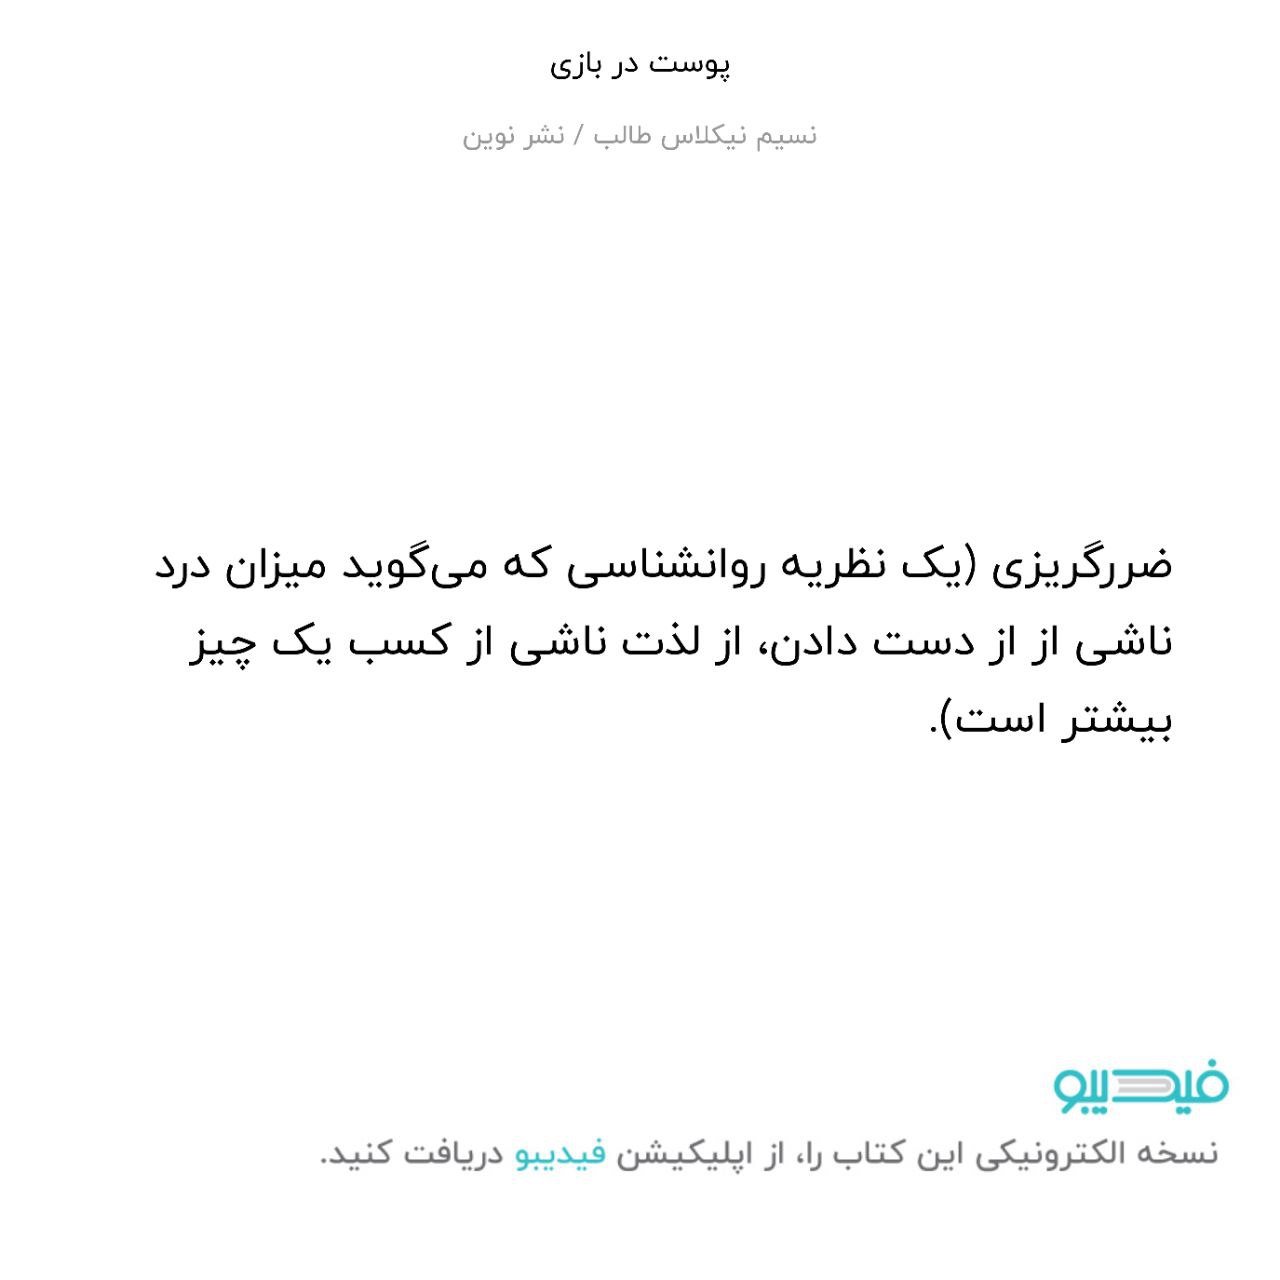 پوست در بازی
نسیم نیکلاس طالب / نشر نوین
ضررگریزی (یک نظریه روانشناسی که می‌گوید میزان درد
ناشی از از دست دادن، از لذت ناشی از کسب یک چیز
بیشتر است).
فیدیبو
نسخه الکترونیکی این کتاب را، از اپلیکیشن فیدیبو دریافت کنید.